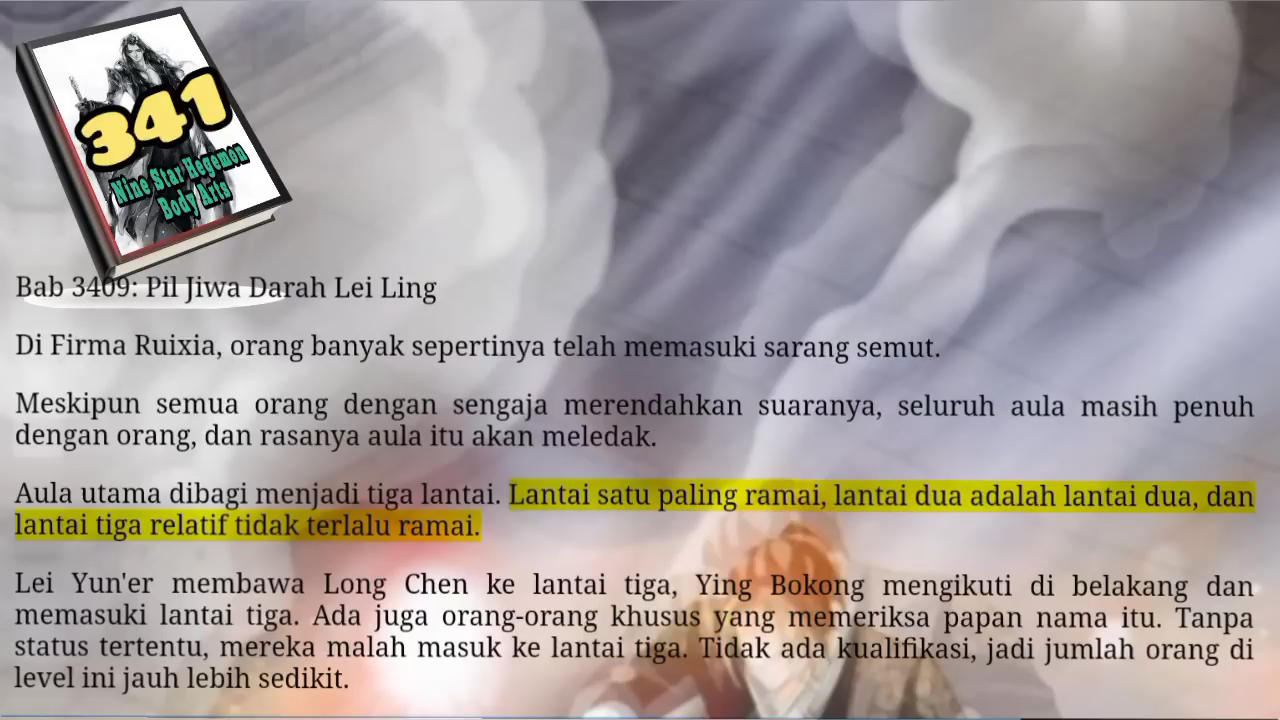 341
Nine Star Hegemon
Body Arts
Bab 3409: Pil Jiwa Darah Lei Ling
Di Firma Ruixia, orang banyak sepertinya telah memasuki sarang semut.
Meskipun semua orang dengan sengaja merendahkan suaranya, seluruh aula masih penuh
dengan orang, dan rasanya aula itu akan meledak.
Aula utama dibagi menjadi tiga lantai. Lantai satu paling ramai, lantai dua adalah lantai dua, dan
lantai tiga relatif tidak terlalu ramai.
Lei Yun'er membawa Long Chen ke lantai tiga, Ying Bokong mengikuti di belakang dan
memasuki lantai tiga. Ada juga orang-orang khusus yang memeriksa papan nama itu. Tanpa
status tertentu, mereka malah masuk ke lantai tiga. Tidak ada kualifikasi, jadi jumlah orang di
level ini jauh lebih sedikit.